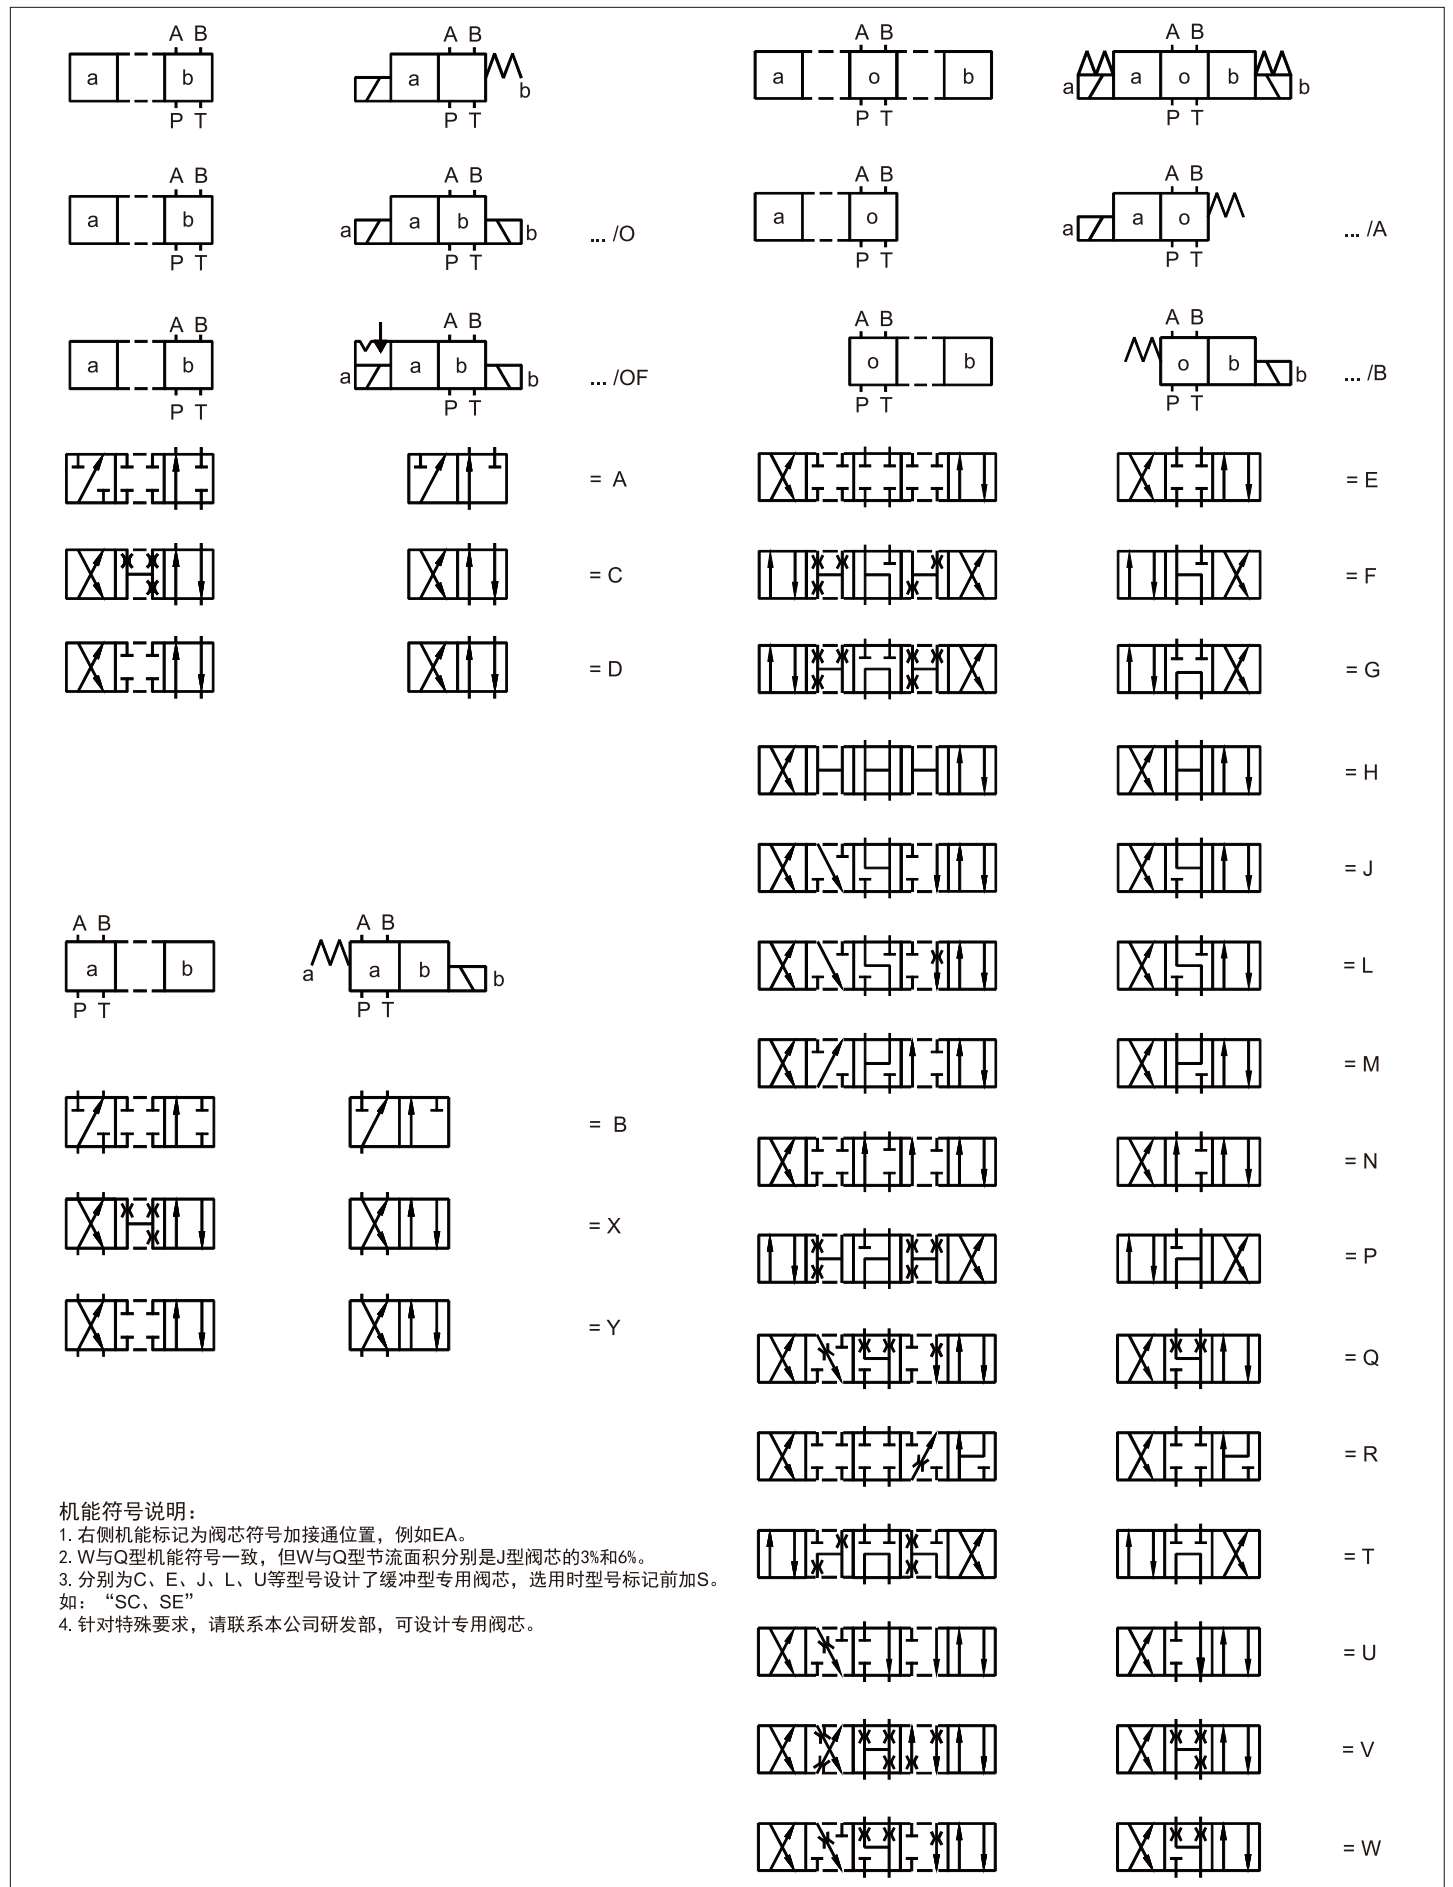 A B
a b
P T
A B
a b
P T
A B
a o b
P T
A B
a a o b b
P T
A B
a b
P T
A B
a a b b
P T
... /O
A B
a o
P T
A B
a a o
P T
... /A
A B
a b
P T
A B
a a b b
P T
... /OF
A B
o b
P T
A B
o b b
P T
... /B
= A
= E
= C
= F
= D
= G
= H
= J
A B
a b
P T
A B
a a b b
P T
= L
= M
= B
= N
= X
= P
= Y
= Q
= R
机能符号说明：
1. 右侧机能标记为阀芯符号加接通位置，例如EA。
2. W与Q型机能符号一致，但W与Q型节流面积分别是J型阀芯的3%和6%。
3. 分别为C、E、J、L、U等型号设计了缓冲型专用阀芯，选用时型号标记前加S。
如：“SC、SE”
4. 针对特殊要求，请联系本公司研发部，可设计专用阀芯。
= T
= U
= V
= W